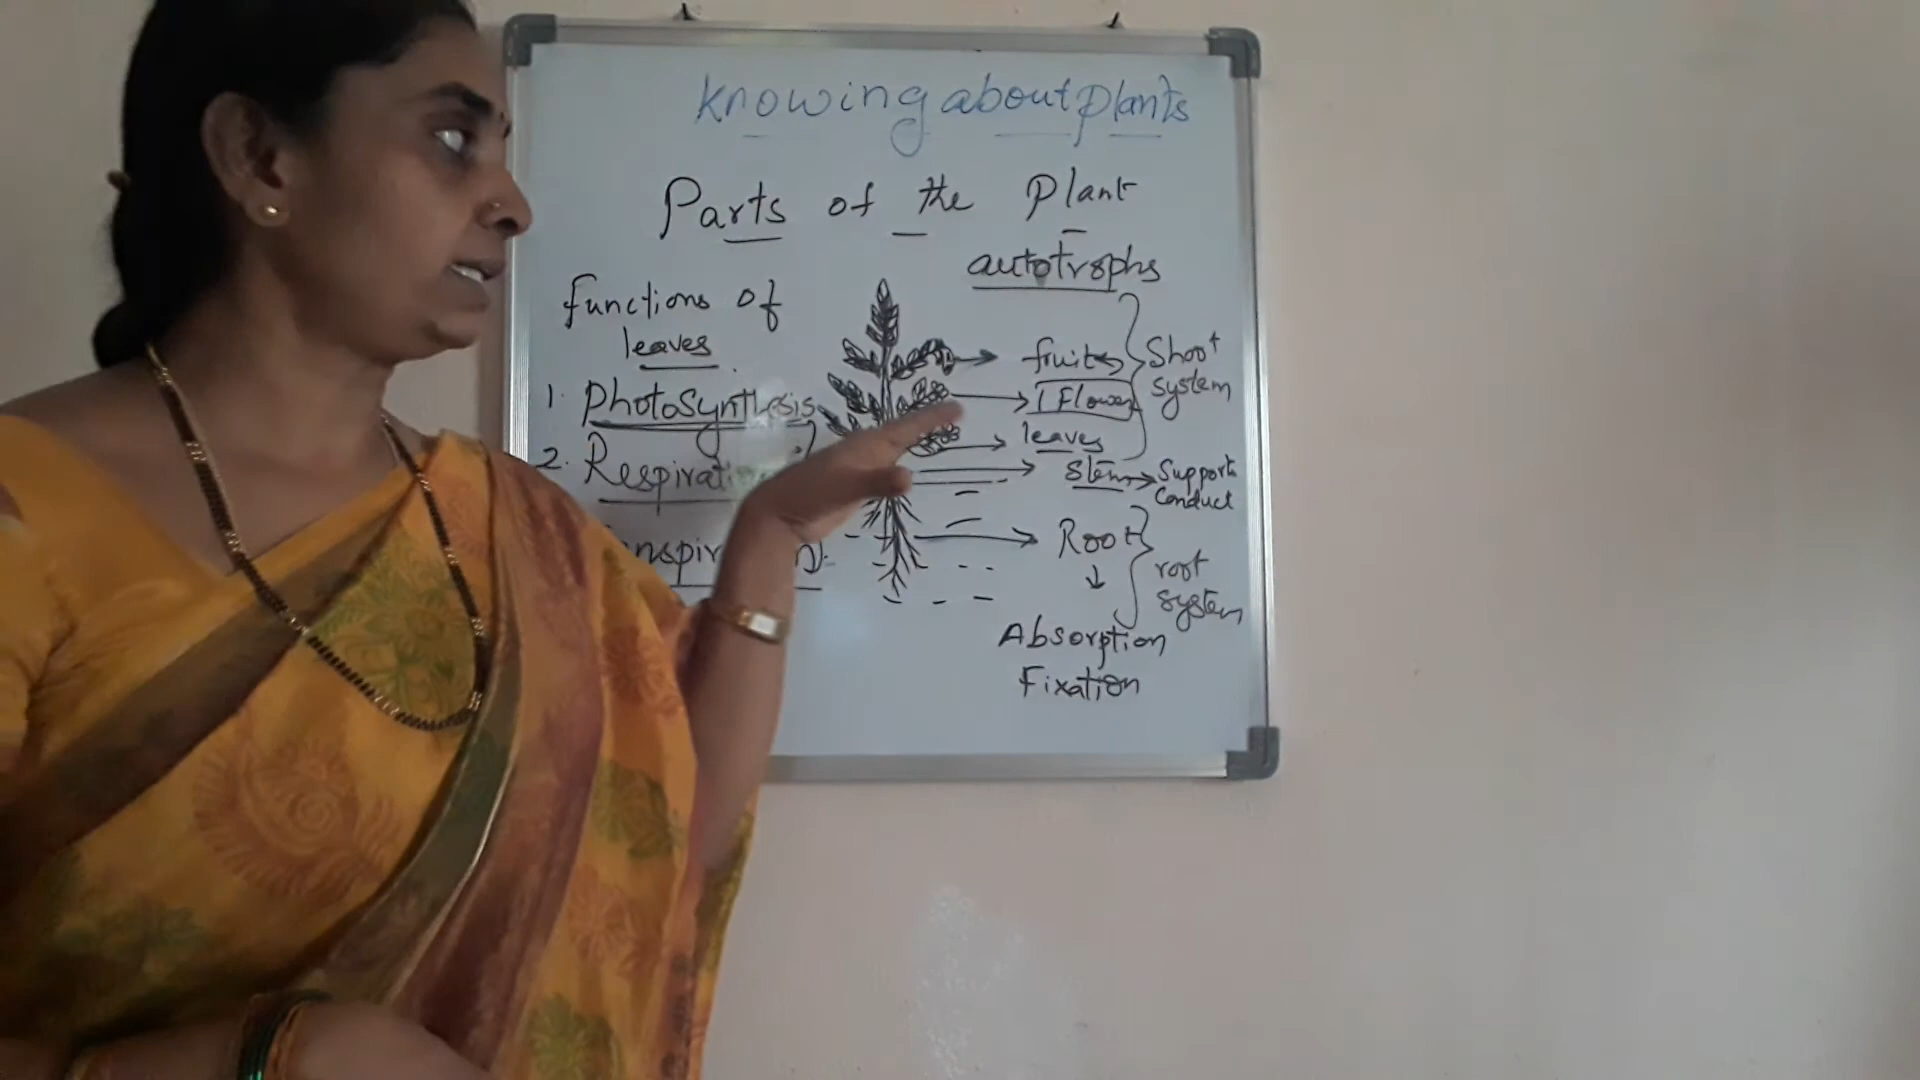 Knowing about plants
Parts of the Plant
autotrophs
functions of
leaves
1. Photosynthesis
2.
fruits
Flower
leaves
Stem
Shoot
system
Support
Conduct
Root
root
system
Absorption
Fixation